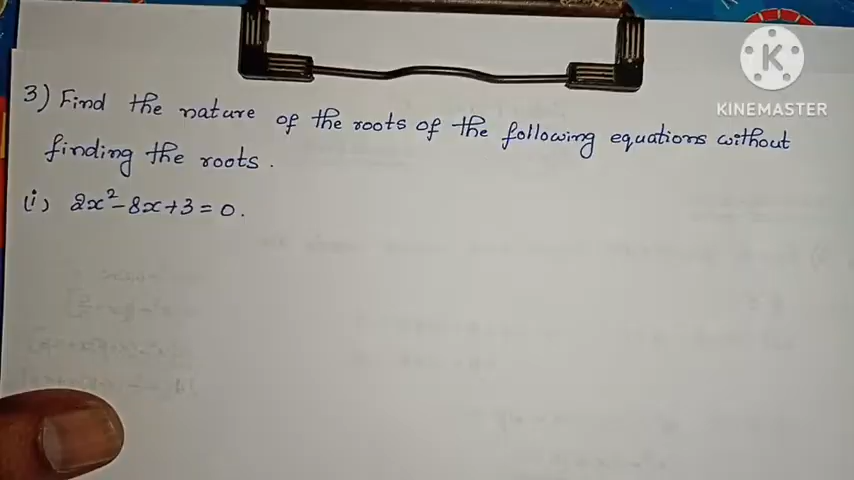 KINEMASTER
3) Find the nature of the roots of the following equations without
finding the roots.
(i) 2x²-8x+3=0.